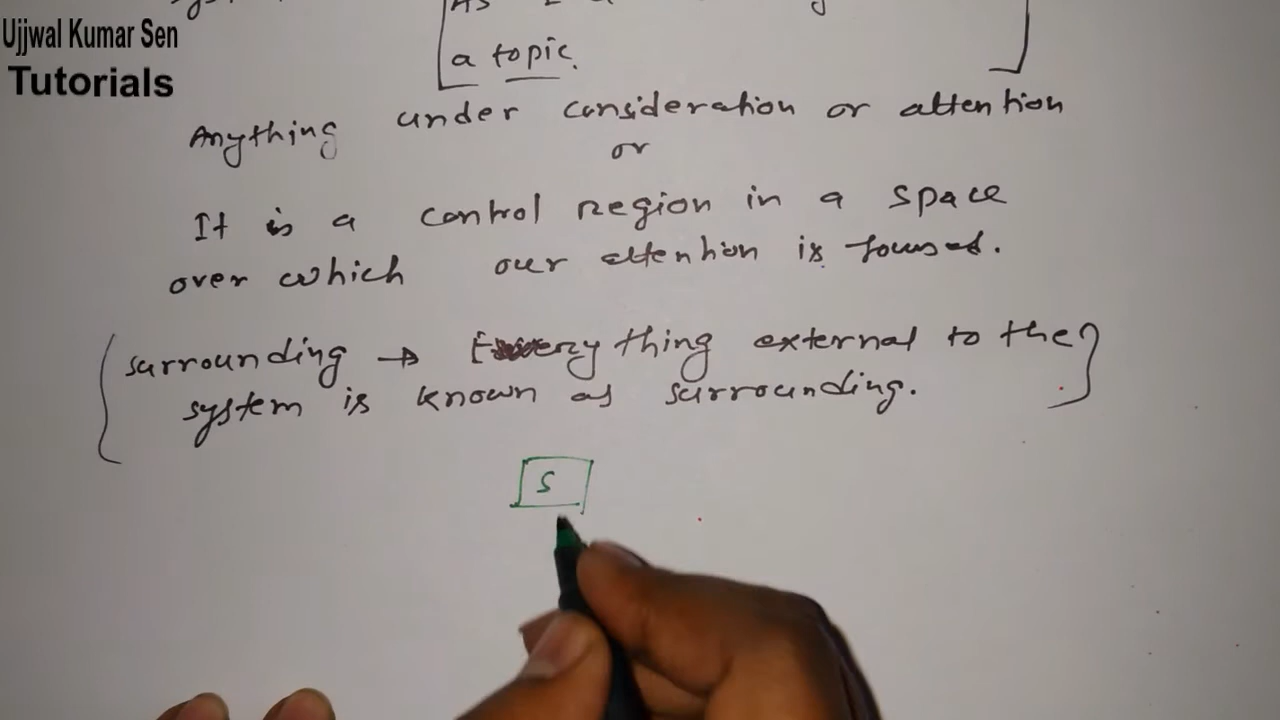 Ujjwal Kumar Sen
Tutorials
As
a topic.
Anything under consideration or attention
or
It is a control region in a space
over which our attention is focused.
surrounding → Everything external to the
system is known as surrounding.
S